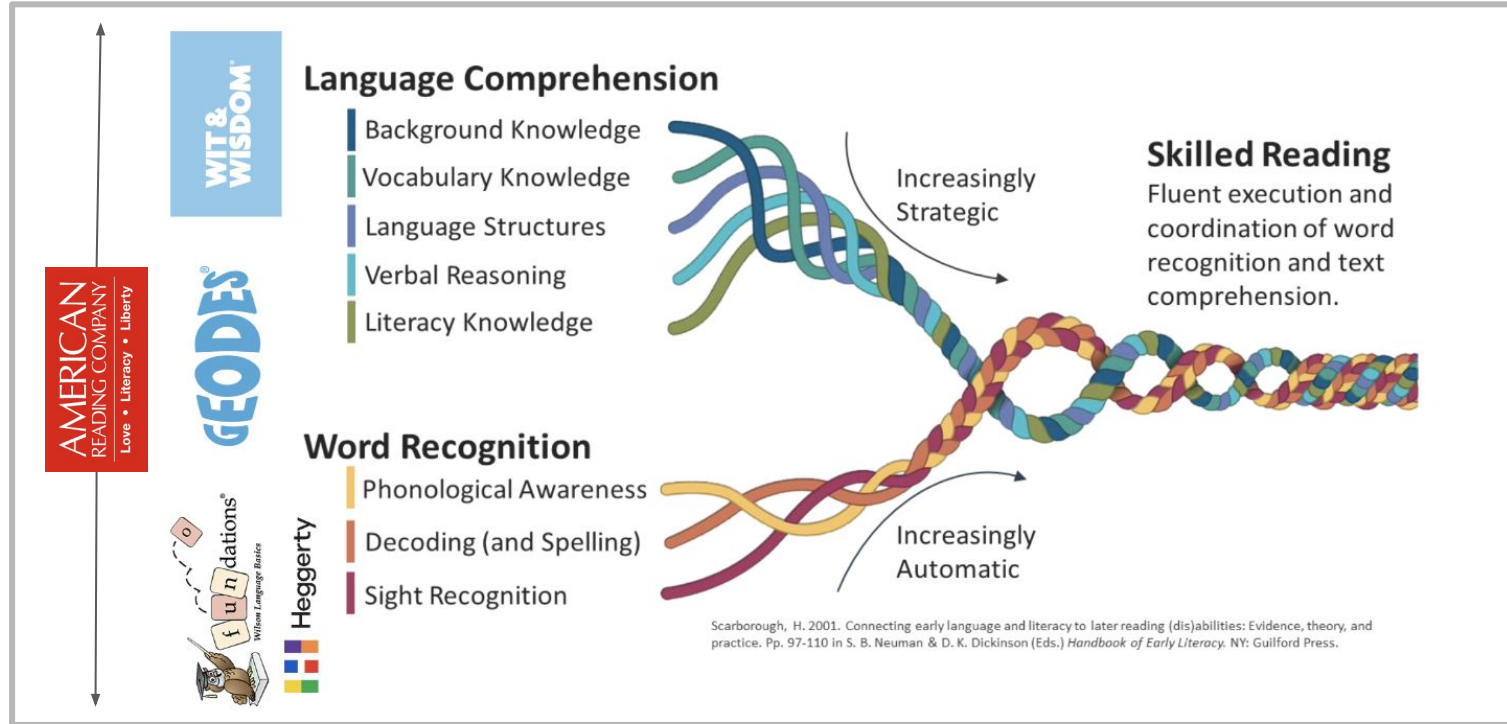 AMERICAN
READING COMPANY
Love • Literacy • Liberty
WIT &
WISDOM®
GEODES®
fundations®
Wilson Language Basics
Heggerty
Language Comprehension
Background Knowledge
Vocabulary Knowledge
Language Structures
Verbal Reasoning
Literacy Knowledge
Word Recognition
Phonological Awareness
Decoding (and Spelling)
Sight Recognition
Increasingly
Strategic
Increasingly
Automatic
Skilled Reading
Fluent execution and
coordination of word
recognition and text
comprehension.
Scarborough, H. 2001. Connecting early language and literacy to later reading (dis)abilities: Evidence, theory, and
practice. Pp. 97-110 in S. B. Neuman & D. K. Dickinson (Eds.) Handbook of Early Literacy. NY: Guilford Press.